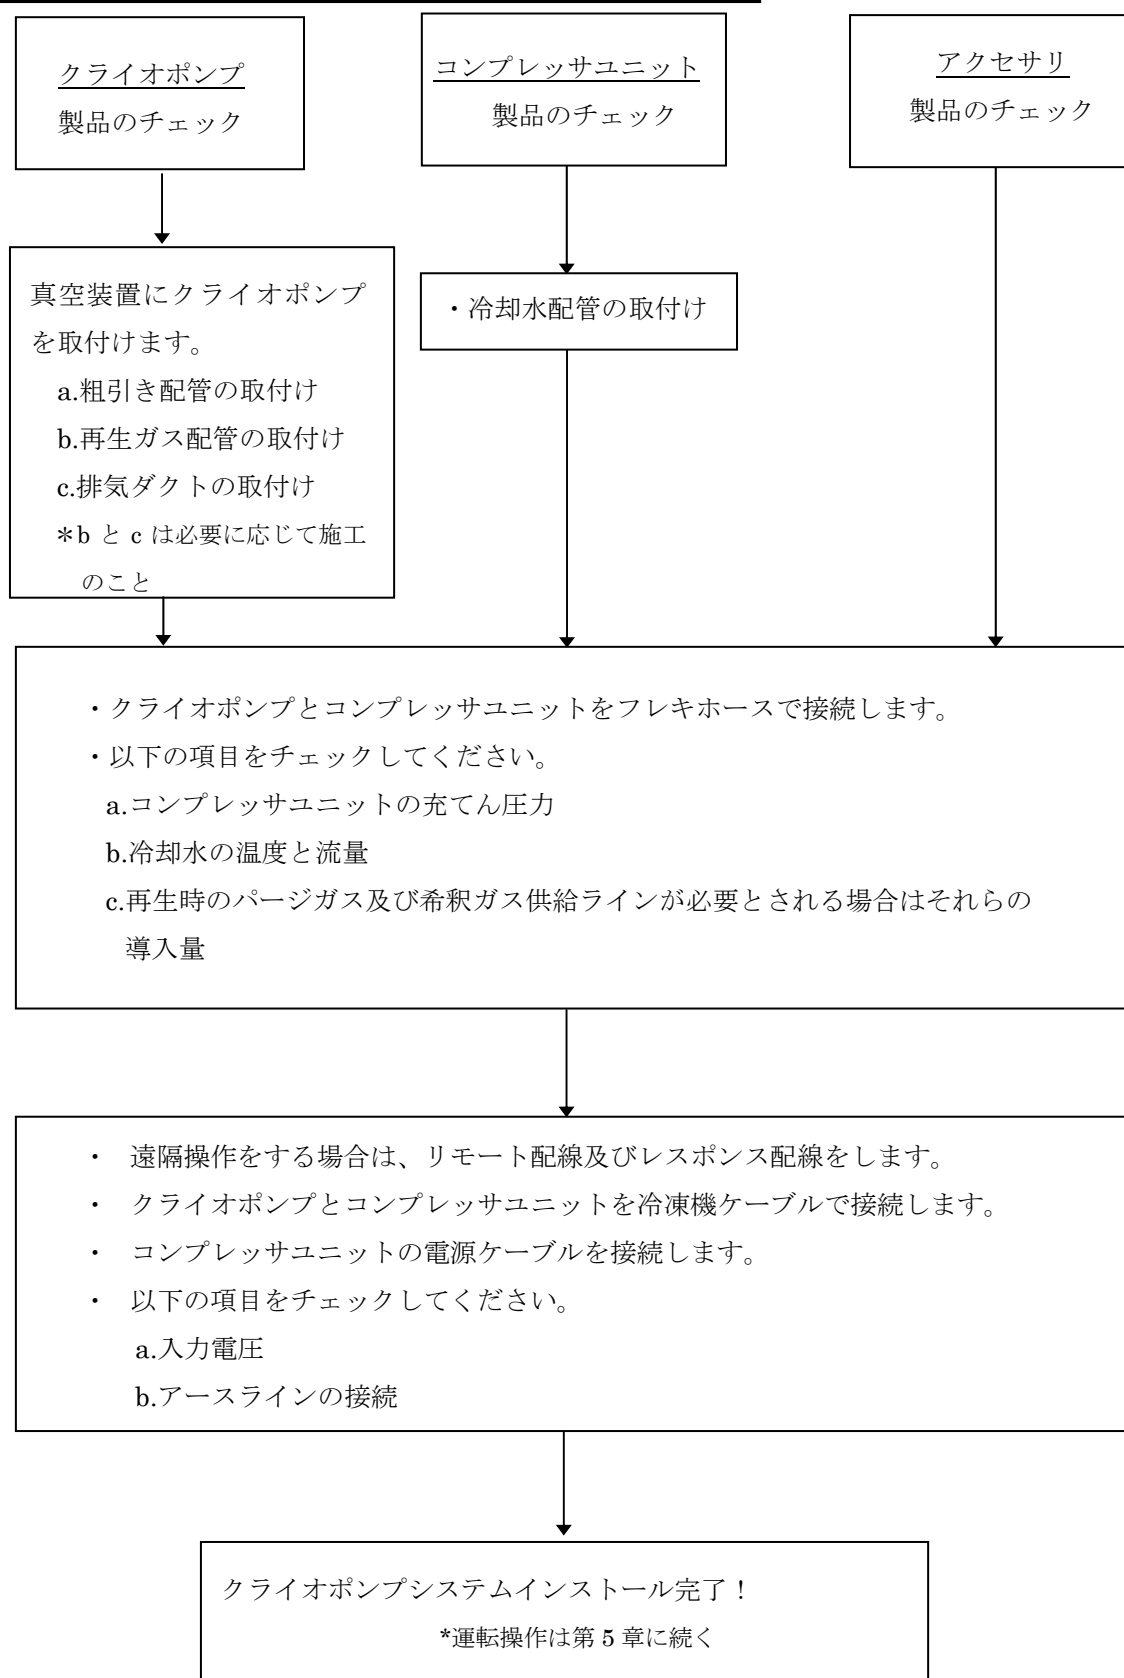 クライオポンプ
製品のチェック
コンプレッサユニット
製品のチェック
アクセサリ
製品のチェック
真空装置にクライオポンプ
を取付けます。
a.粗引き配管の取付け
b.再生ガス配管の取付け
c.排気ダクトの取付け
＊b と c は必要に応じて施工
のこと
・冷却水配管の取付け
・クライオポンプとコンプレッサユニットをフレキホースで接続します。
・以下の項目をチェックしてください。
a.コンプレッサユニットの充てん圧力
b.冷却水の温度と流量
c.再生時のパージガス及び希釈ガス供給ラインが必要とされる場合はそれらの
導入量
・ 遠隔操作をする場合は、リモート配線及びレスポンス配線をします。
・ クライオポンプとコンプレッサユニットを冷凍機ケーブルで接続します。
・ コンプレッサユニットの電源ケーブルを接続します。
・ 以下の項目をチェックしてください。
a.入力電圧
b.アースラインの接続
クライオポンプシステムインストール完了！
*運転操作は第 5 章に続く